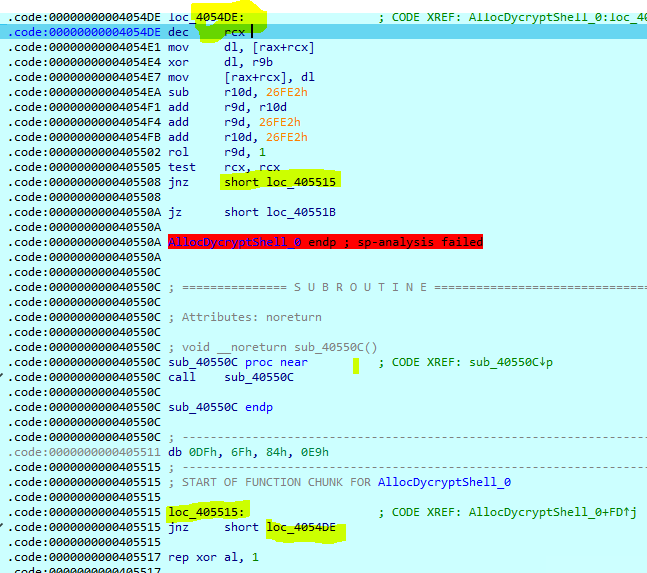 .code:00000000004054DE loc_4054DE: ; CODE XREF: AllocDycryptShell_0:loc_4
.code:00000000004054DE dec rcx
.code:00000000004054E1 mov dl, [rax+rcx]
.code:00000000004054E4 xor dl, r9b
.code:00000000004054E7 mov [rax+rcx], dl
.code:00000000004054EA sub r10d, 26FE2h
.code:00000000004054F1 add r9d, r10d
.code:00000000004054F4 add r9d, 26FE2h
.code:00000000004054FB add r10d, 26FE2h
.code:0000000000405502 rol r9d, 1
.code:0000000000405505 test rcx, rcx
.code:0000000000405508 jnz short loc_405515
.code:0000000000405508
.code:000000000040550A jz short loc_40551B
.code:000000000040550A
.code:000000000040550A AllocDycryptShell_0 endp ; sp-analysis failed
.code:000000000040550A
.code:000000000040550C
.code:000000000040550C ; =============== S U B R O U T I N E ===============================
.code:000000000040550C
.code:000000000040550C ; Attributes: noreturn
.code:000000000040550C
.code:000000000040550C ; void __noreturn sub_40550C()
.code:000000000040550C sub_40550C proc near ; CODE XREF: sub_40550C↓p
.code:000000000040550C call sub_40550C
.code:000000000040550C
.code:000000000040550C sub_40550C endp
.code:000000000040550C
.code:000000000040550C ; ---------------------------------------------------------------
.code:0000000000405511 db 0DFh, 6Fh, 84h, 0E9h
.code:0000000000405515 ; ---------------------------------------------------------------
.code:0000000000405515 ; START OF FUNCTION CHUNK FOR AllocDycryptShell_0
.code:0000000000405515
.code:0000000000405515 loc_405515: ; CODE XREF: AllocDycryptShell_0+FD↑j
.code:0000000000405515 jnz short loc_4054DE
.code:0000000000405515
.code:0000000000405517 rep xor al, 1
.code:0000000000405517